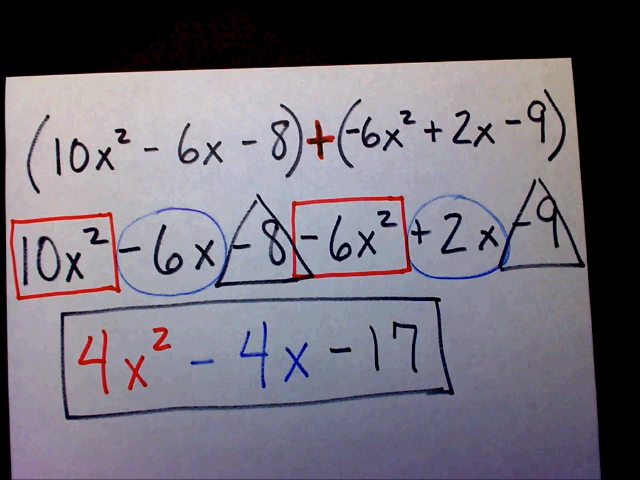 (10x² - 6x - 8) + (-6x² + 2x - 9)
10x² - 6x - 8 - 6x² + 2x - 9
4x² - 4x - 17